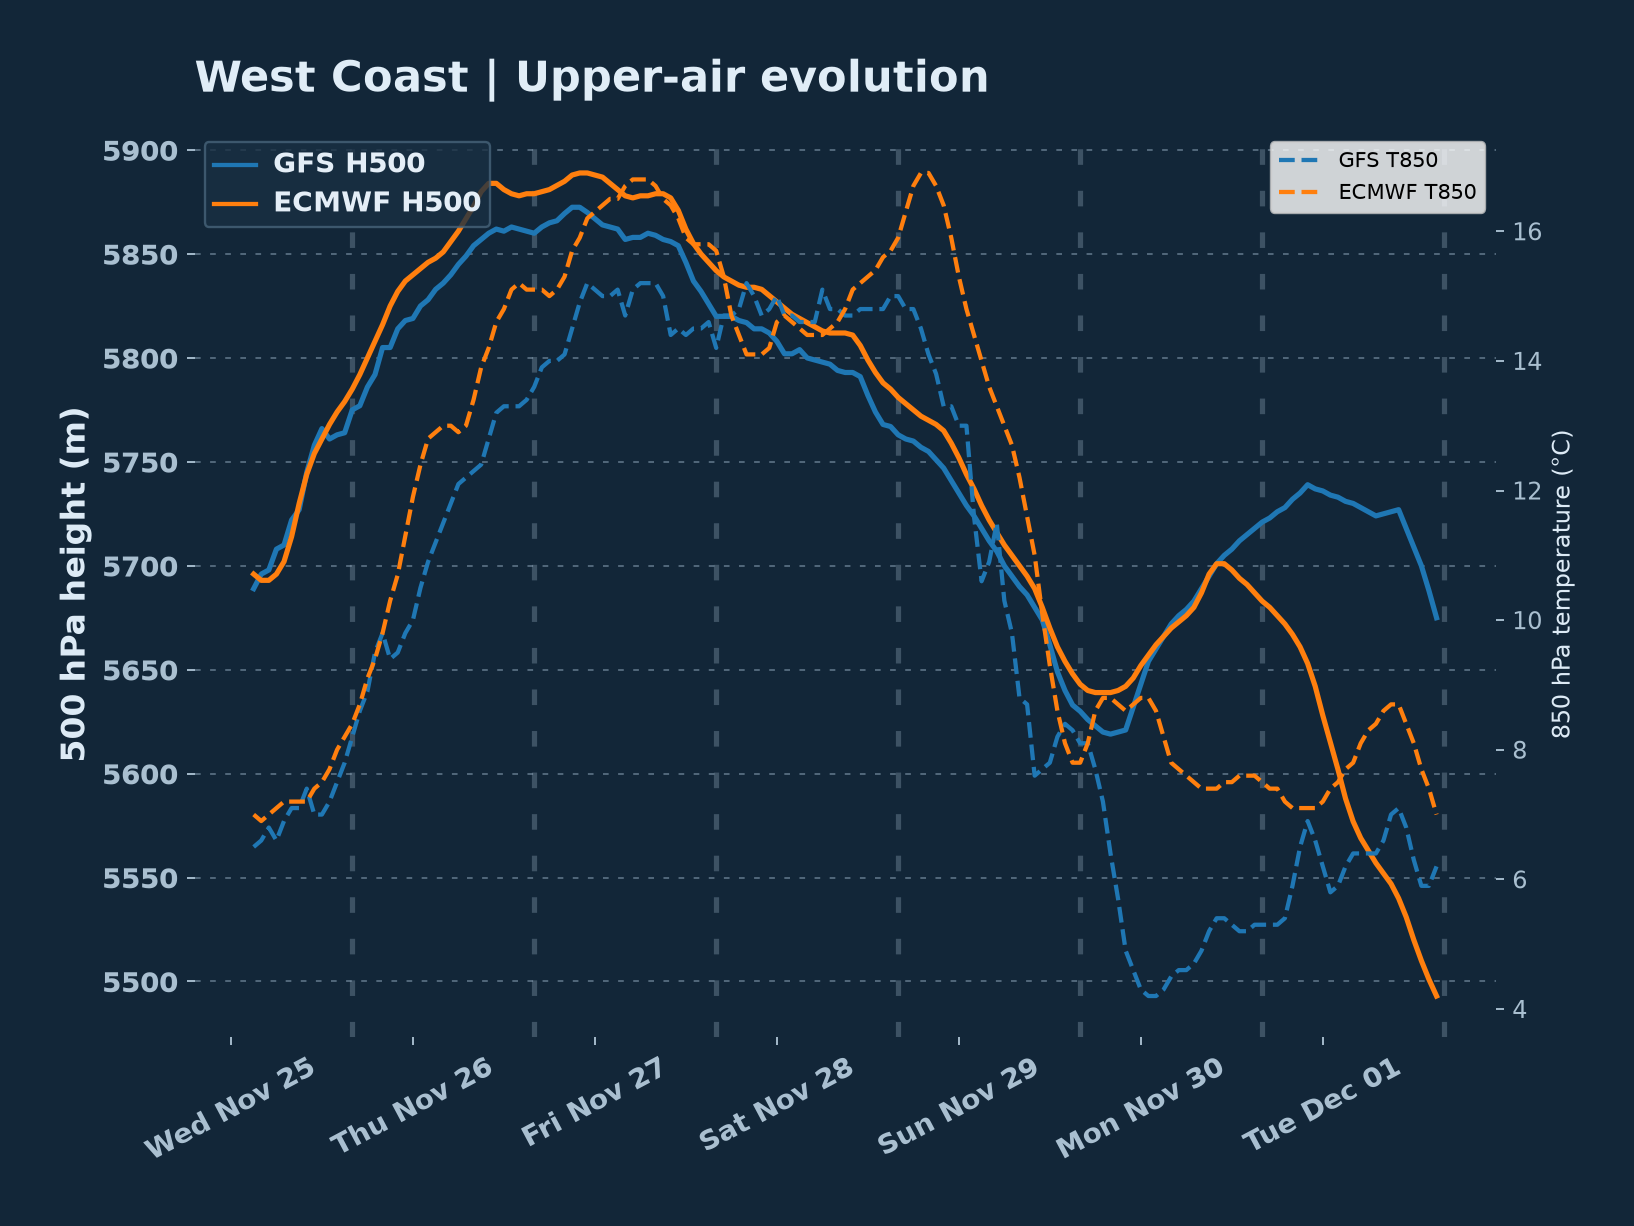 West Coast | Upper-air evolution
GFS H500
ECMWF H500
GFS T850
ECMWF T850
500 hPa height (m)
5900
5850
5800
5750
5700
5650
5600
5550
5500
16
14
12
10
8
6
4
850 hPa temperature (°C)
Wed Nov 25
Thu Nov 26
Fri Nov 27
Sat Nov 28
Sun Nov 29
Mon Nov 30
Tue Dec 01